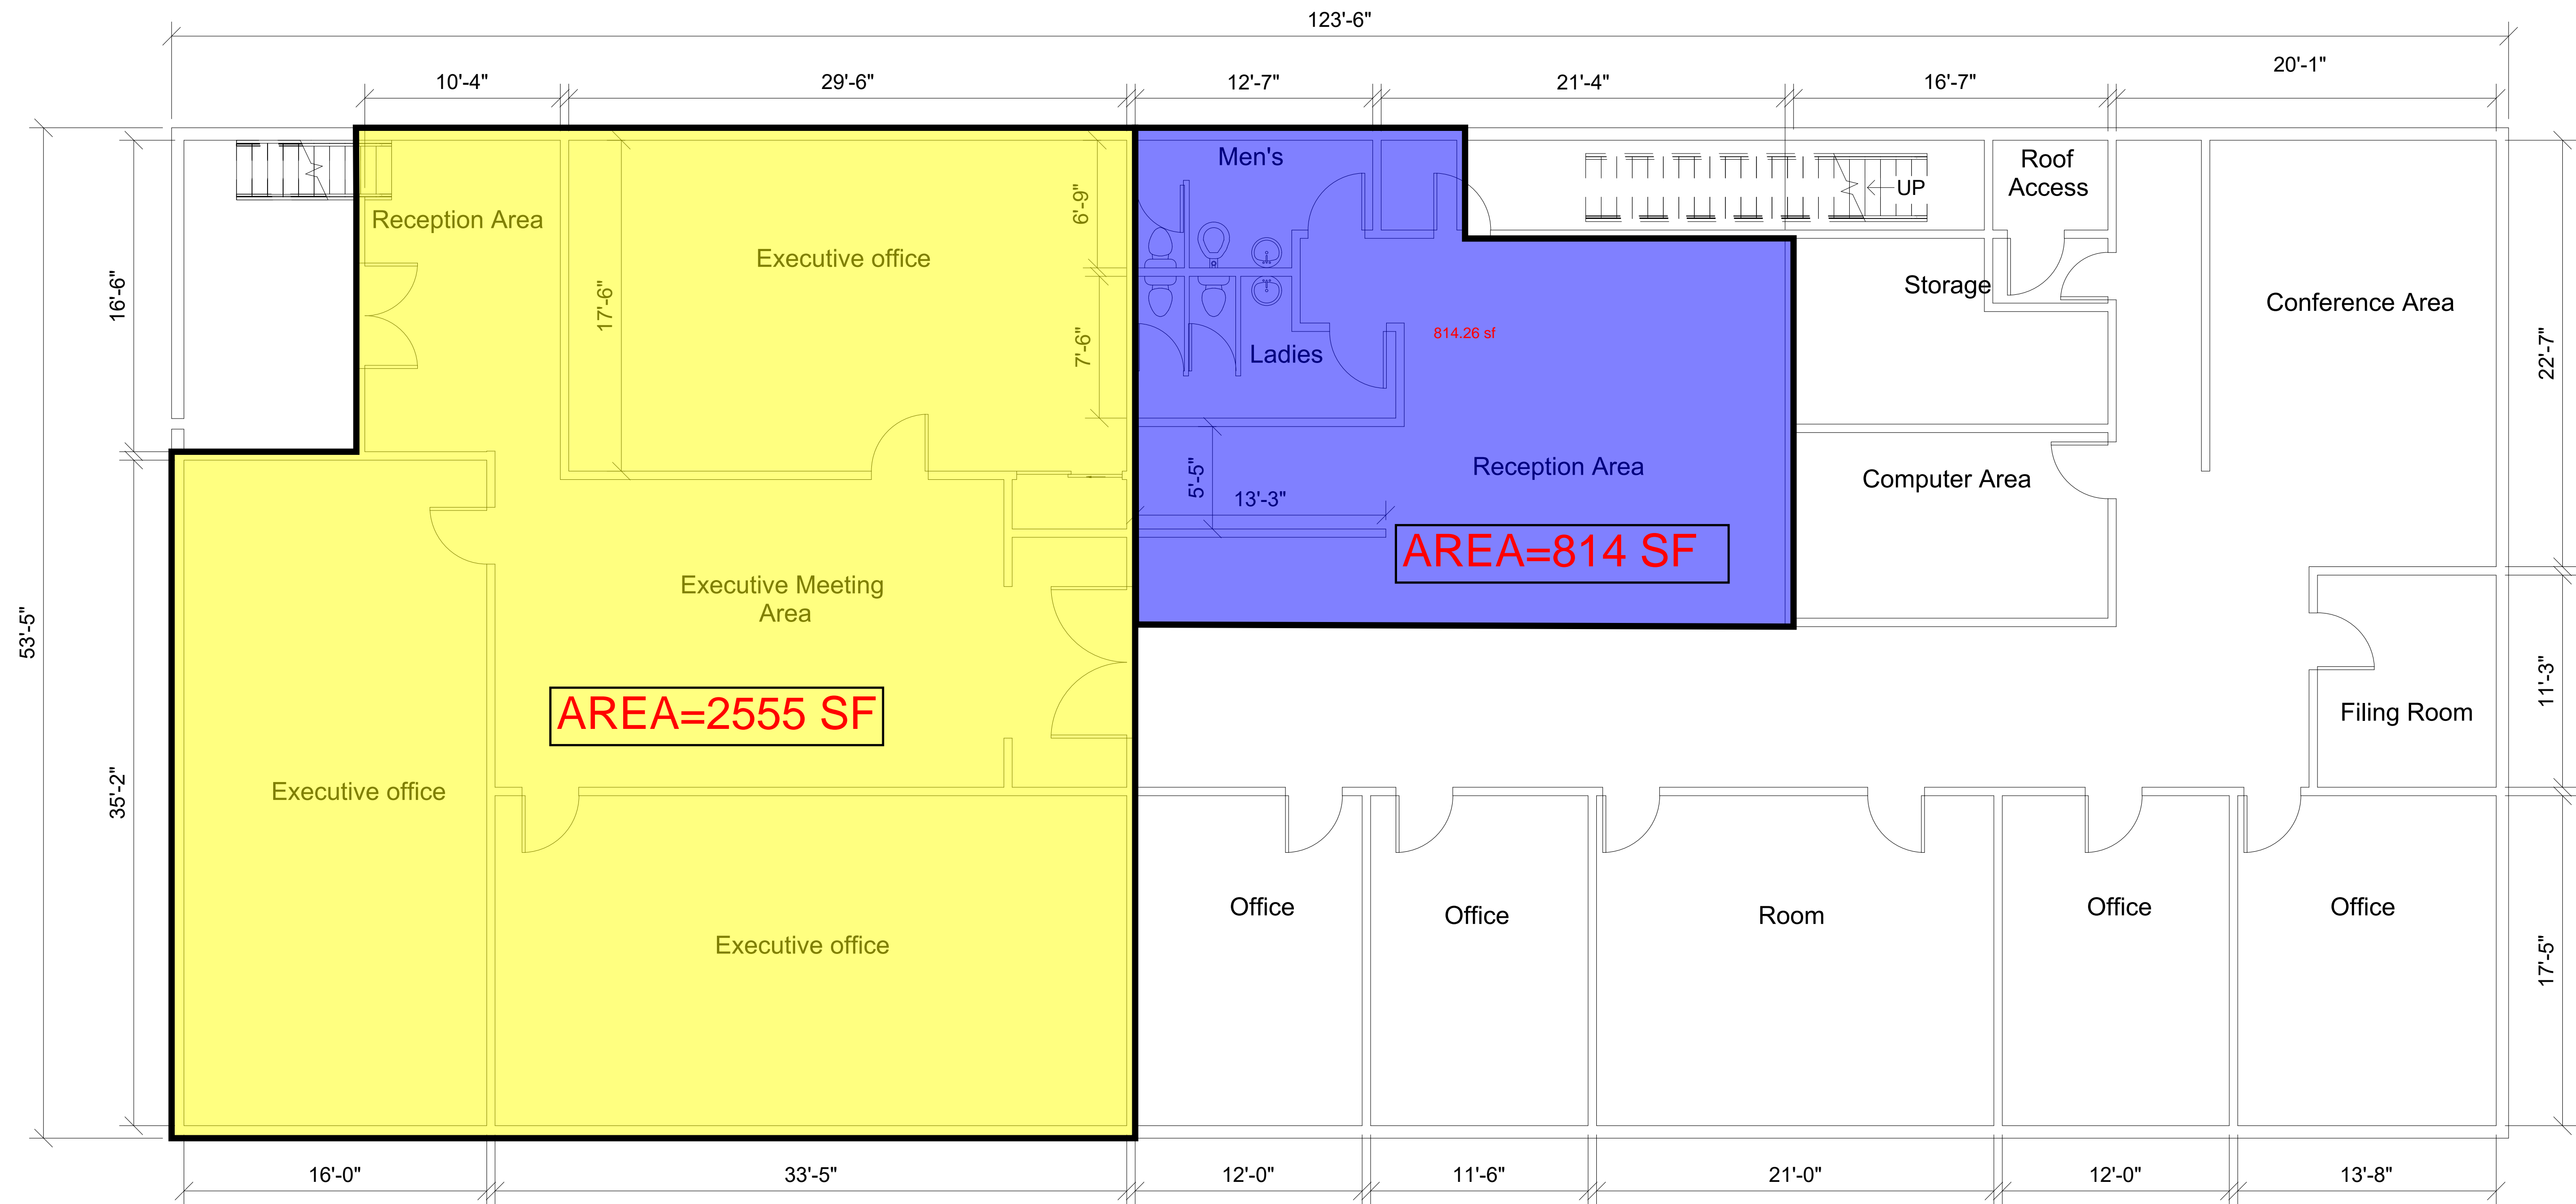 123'-6"
10'-4"
29'-6"
12'-7"
21'-4"
16'-7"
20'-1"
Men's
Roof
Access
UP
Reception Area
6'-9"
Executive office
Storage
Conference Area
16'-6"
17'-6"
7'-6"
814.26 sf
Ladies
22'-7"
Reception Area
5'-5"
13'-3"
Computer Area
AREA=814 SF
Executive Meeting
Area
53'-5"
11'-3"
AREA=2555 SF
Filing Room
35'-2"
Executive office
Office
Office
Room
Office
Office
Executive office
17'-5"
16'-0"
33'-5"
12'-0"
11'-6"
21'-0"
12'-0"
13'-8"